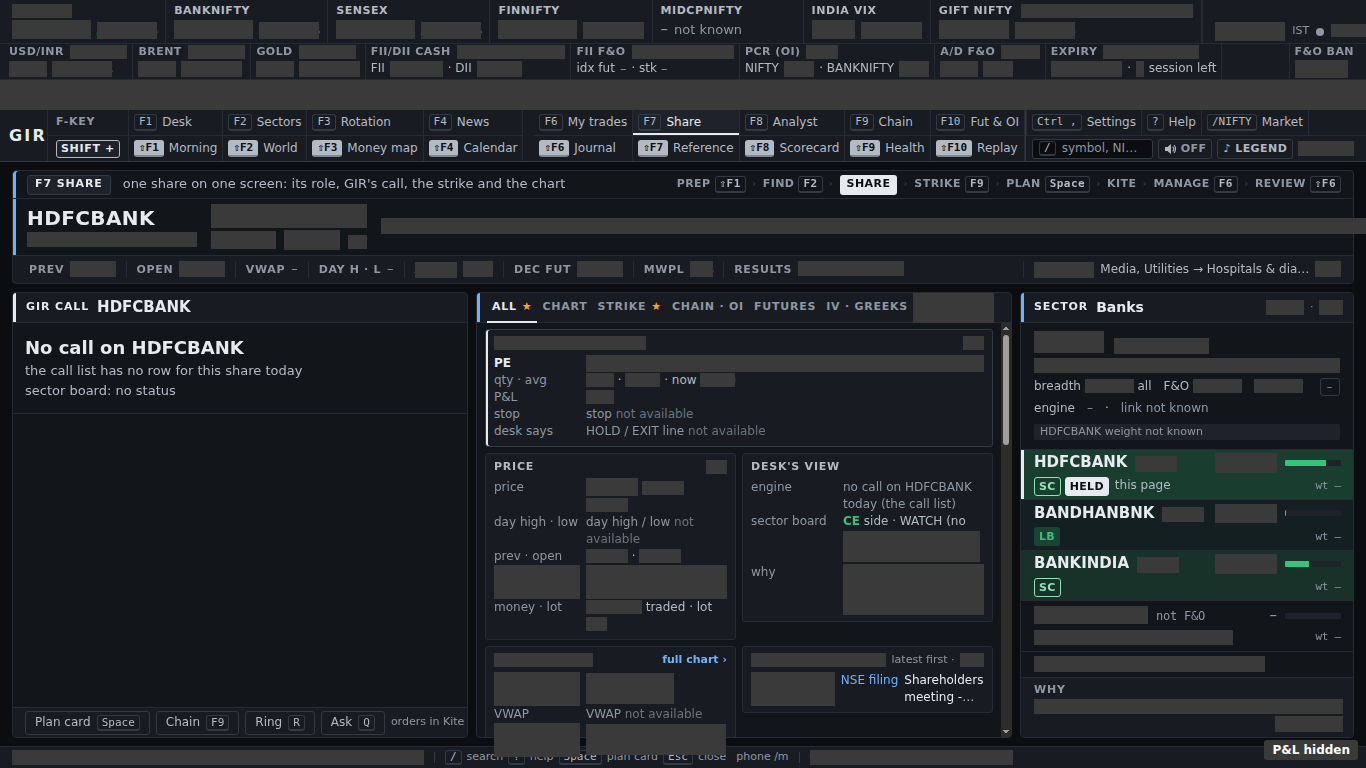 BANKNIFTY SENSEX FINNIFTY MIDCPNIFTY INDIA VIX GIFT NIFTY
– not known IST
USD/INR BRENT GOLD FII/DII CASH FII F&O PCR (OI) A/D F&O EXPIRY F&O BAN
FII · DII idx fut – · stk – NIFTY · BANKNIFTY · session left
GIR F-KEY F1 Desk F2 Sectors F3 Rotation F4 News F6 My trades F7 Share F8 Analyst F9 Chain F10 Fut & OI Ctrl , Settings ? Help /NIFTY Market
SHIFT + ⇧F1 Morning ⇧F2 World ⇧F3 Money map ⇧F4 Calendar ⇧F6 Journal ⇧F7 Reference ⇧F8 Scorecard ⇧F9 Health ⇧F10 Replay / symbol, NI… OFF ♪ LEGEND
F7 SHARE one share on one screen: its role, GIR's call, the strike and the chart PREP ⇧F1 › FIND F2 › SHARE › STRIKE F9 › PLAN Space › KITE › MANAGE F6 › REVIEW ⇧F6
HDFCBANK
PREV OPEN VWAP – DAY H · L – DEC FUT MWPL RESULTS Media, Utilities → Hospitals & dia…
GIR CALL HDFCBANK
No call on HDFCBANK
the call list has no row for this share today
sector board: no status
Plan card Space Chain F9 Ring R Ask Q orders in Kite
ALL ★ CHART STRIKE ★ CHAIN · OI FUTURES IV · GREEKS
PE
qty · avg · · now
P&L
stop stop not available
desk says HOLD / EXIT line not available
PRICE
price
day high · low day high / low not available
prev · open ·
money · lot traded · lot
DESK'S VIEW
engine no call on HDFCBANK today (the call list)
sector board CE side · WATCH (no
why
full chart ›
VWAP VWAP not available
latest first ·
NSE filing Shareholders meeting -…
SECTOR Banks ·
breadth all F&O –
engine – · link not known
HDFCBANK weight not known
HDFCBANK
SC HELD this page wt –
BANDHANBNK
LB wt –
BANKINDIA
SC wt –
not F&O –
wt –
WHY
/ search ? help Space plan card Esc close phone /m
P&L hidden